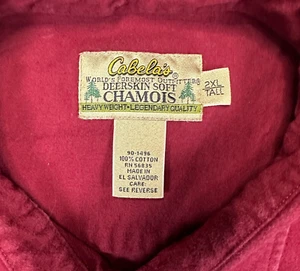 Cabela's®
WORLD'S FOREMOST OUTFITTERS
DEERSKIN SOFT
CHAMOIS
HEAVYWEIGHT • LEGENDARY QUALITY
2XL
TALL
90-1496
100% COTTON
RN 56835
MADE IN
EL SALVADOR
CARE:
SEE REVERSE